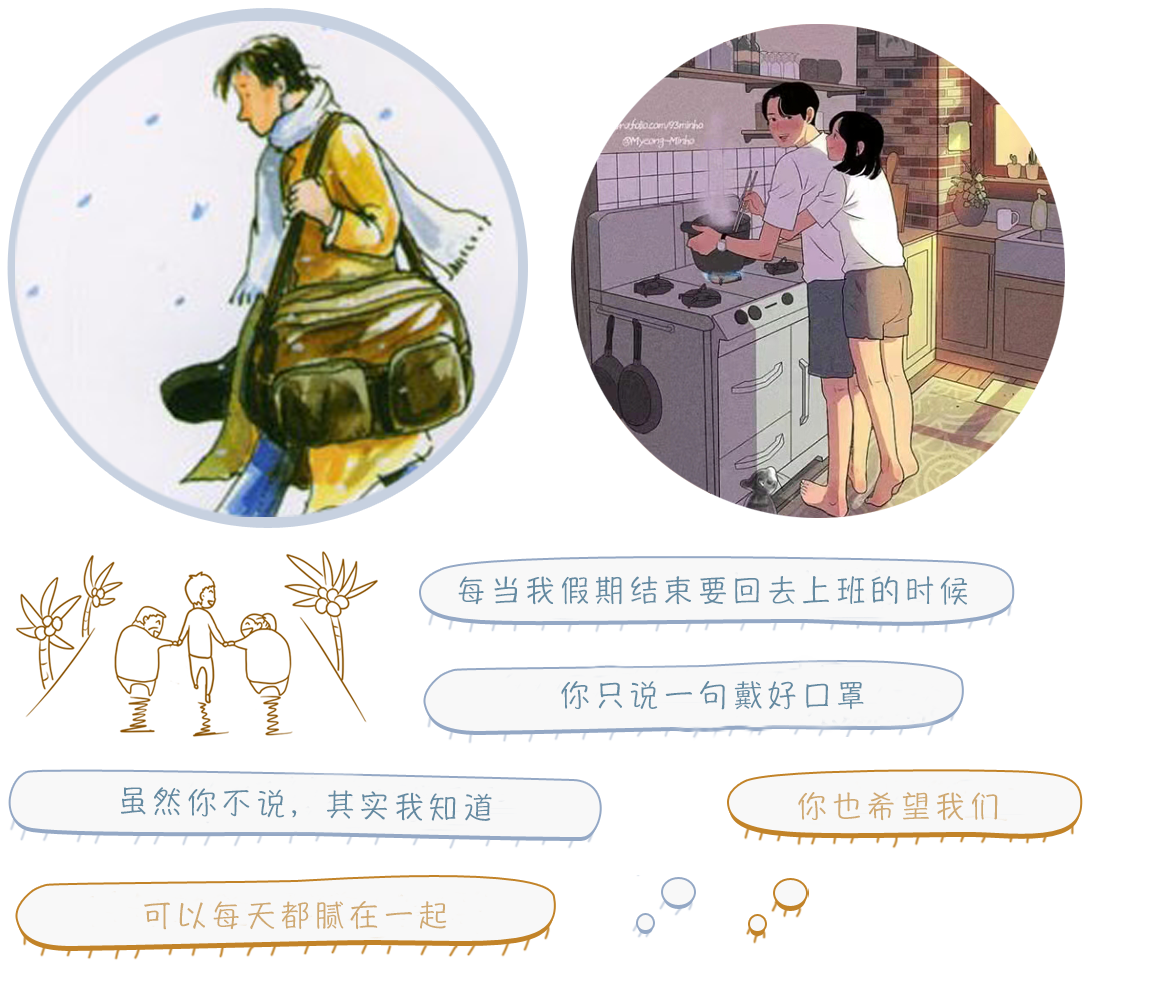 rafolio.com/93minho
@Myeong-Minho
每当我假期结束要回去上班的时候
你只说一句戴好口罩
虽然你不说，其实我知道
你也希望我们
可以每天都腻在一起